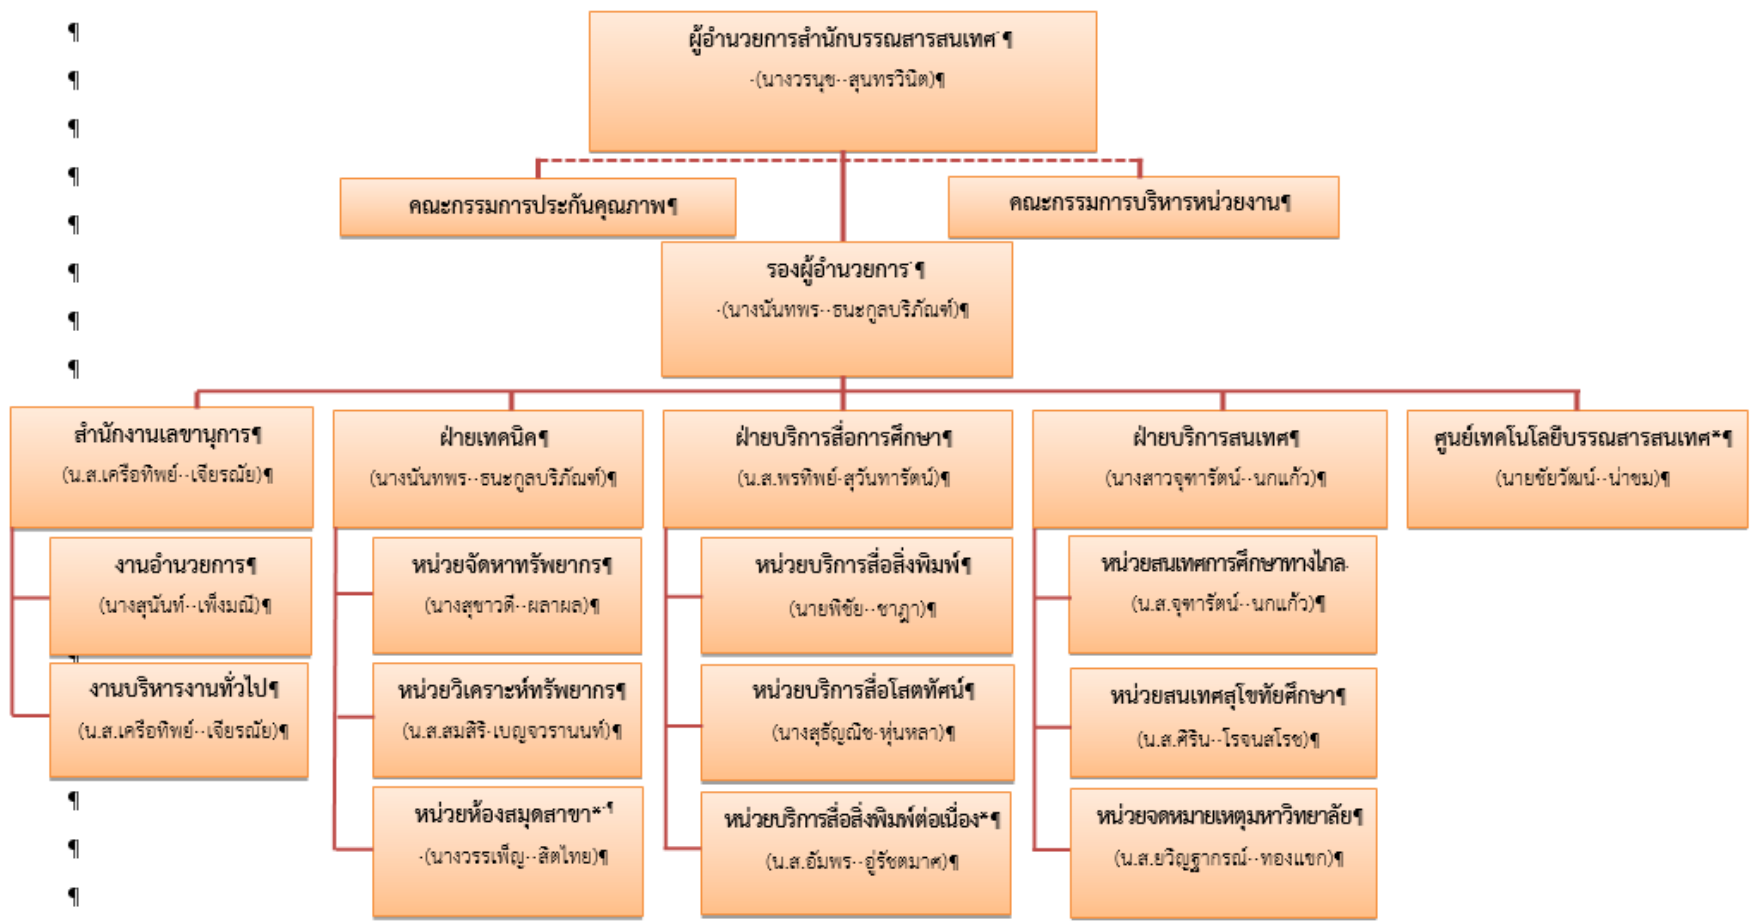 ผู้อำนวยการสำนักบรรณสารสนเทศ
(นางวรนุช สุนทรวินิต)
คณะกรรมการประกันคุณภาพ
คณะกรรมการบริหารหน่วยงาน
รองผู้อำนวยการ
(นางนันทพร ธนะกูลบริภัณฑ์)
สำนักงานเลขานุการ
(น.ส.เครือทิพย์ เจียรณัย)
ฝ่ายเทคนิค
(นางนันทพร ธนะกูลบริภัณฑ์)
ฝ่ายบริการสื่อการศึกษา
(น.ส.พรทิพย์ สุวันทารัตน์)
ฝ่ายบริการสนเทศ
(นางสาวจุฑารัตน์ นกแก้ว)
ศูนย์เทคโนโลยีบรรณสารสนเทศ*
(นายชัยวัฒน์ น่าชม)
งานอำนวยการ
(นางสุนันท์ เพ็งมณี)
หน่วยจัดหาทรัพยากร
(นางสุชาวดี ผลาผล)
หน่วยบริการสื่อสิ่งพิมพ์
(นายพิชัย ชาฎา)
หน่วยสนเทศการศึกษาทางไกล
(น.ส.จุฑารัตน์ นกแก้ว)
งานบริหารงานทั่วไป
(น.ส.เครือทิพย์ เจียรณัย)
หน่วยวิเคราะห์ทรัพยากร
(น.ส.สมสิริ เบญจวรานนท์)
หน่วยบริการสื่อโสตทัศน์
(นางสุธัญณิช หุ่นหลา)
หน่วยสนเทศสุโขทัยศึกษา
(น.ส.ศิริน โรจนสโรช)
หน่วยห้องสมุดสาขา*
(นางวรรเพ็ญ สิตไทย)
หน่วยบริการสื่อสิ่งพิมพ์ต่อเนื่อง*
(น.ส.อัมพร อู่รัชตมาศ)
หน่วยจดหมายเหตุมหาวิทยาลัย
(น.ส.ยวิญฐากรณ์ ทองแขก)